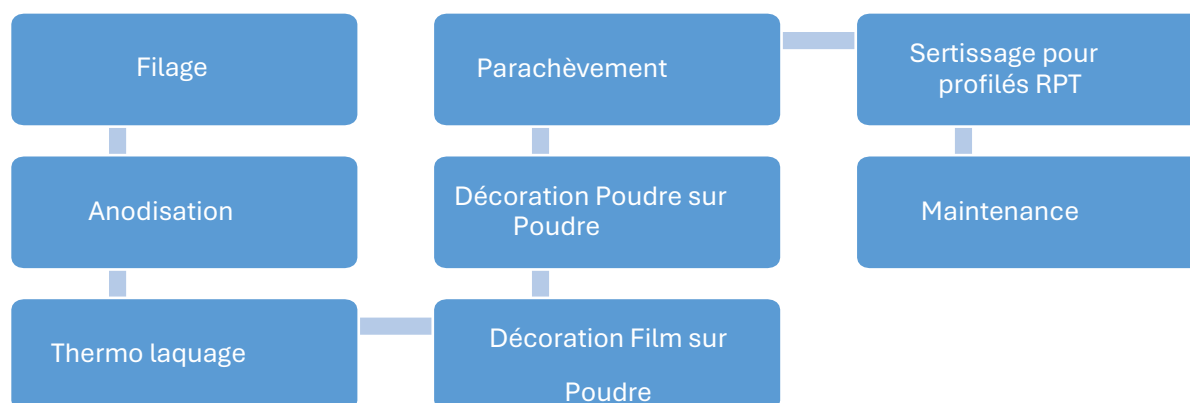 Filage
Anodisation
Thermo laquage
Décoration Film sur
Poudre
Décoration Poudre sur
Poudre
Parachèvement
Sertissage pour
profilés RPT
Maintenance